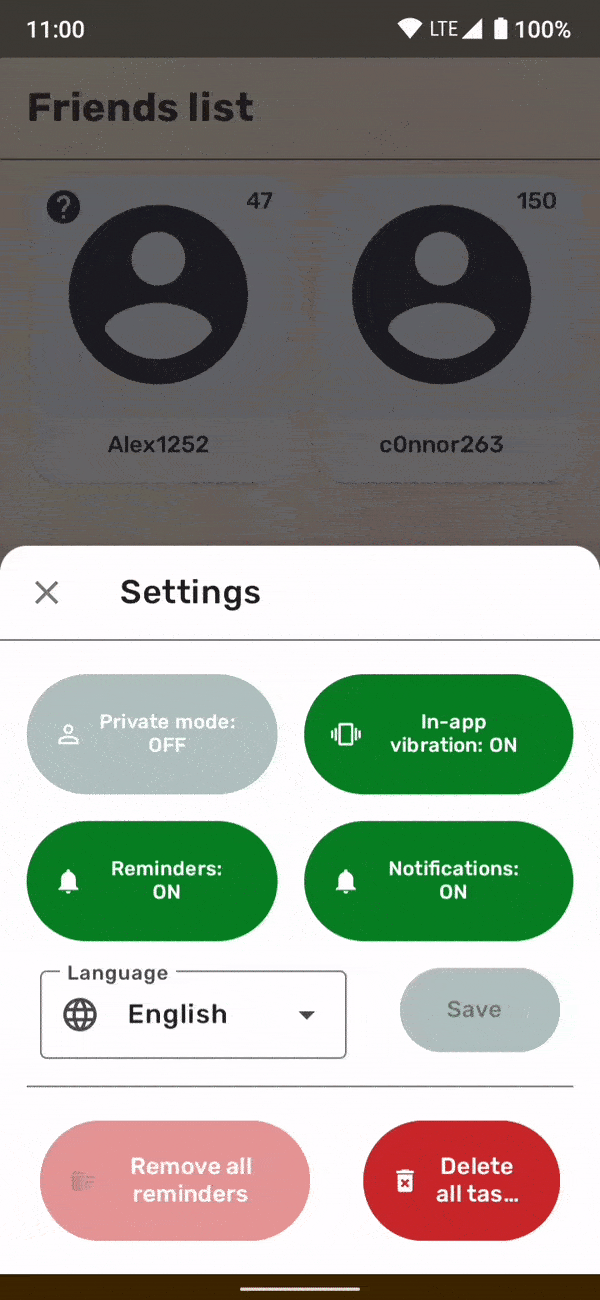 11:00
LTE
100%
Friends list
?
47
150
Alex1252
c0nnor263
Settings
Private mode:
OFF
In-app
vibration: ON
Reminders:
ON
Notifications:
ON
Language
English
Save
Remove all
reminders
Delete
all tas...